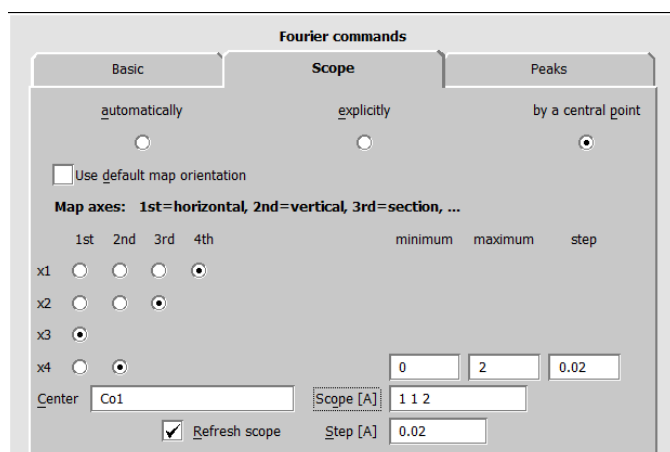 Fourier commands
Basic Scope Peaks
automatically explicitly by a central point
Use default map orientation
Map axes: 1st=horizontal, 2nd=vertical, 3rd=section, ...
1st 2nd 3rd 4th minimum maximum step
x1
x2
x3
x4 0 2 0.02
Center Co1 Scope [A] 1 1 2
Refresh scope Step [A] 0.02